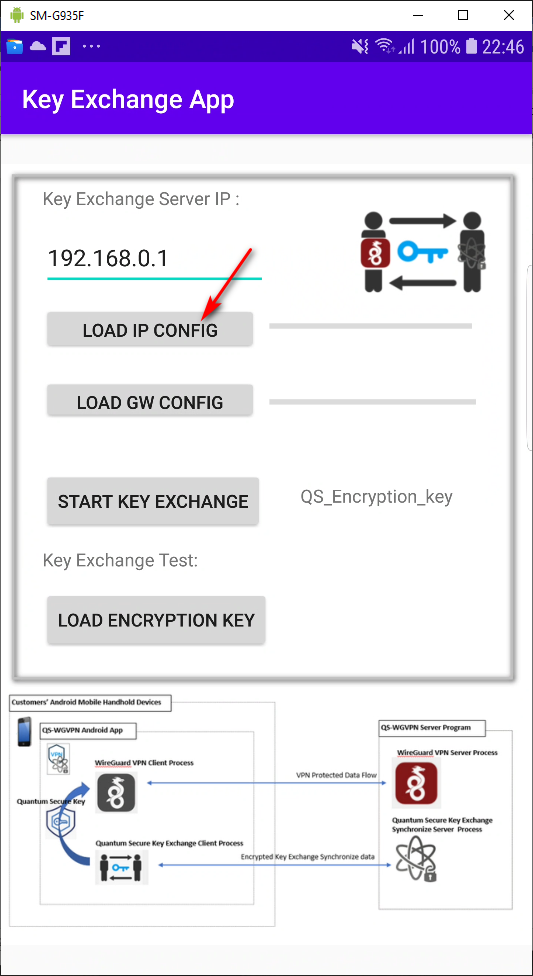 SM-G935F
100% 22:46
Key Exchange App
Key Exchange Server IP :
192.168.0.1
LOAD IP CONFIG
LOAD GW CONFIG
START KEY EXCHANGE
QS_Encryption_key
Key Exchange Test:
LOAD ENCRYPTION KEY
Customers' Android Mobile Handhold Devices
QS-WGVPN Android App
VPN
WireGuard VPN Client Process
Quantum Secure Key
Quantum Secure Key Exchange Client Process
VPN Protected Data Flow
Encrypted Key Exchange Synchronize data
QS-WGVPN Server Program
WireGuard VPN Server Process
Quantum Secure Key Exchange
Synchronize Server Process